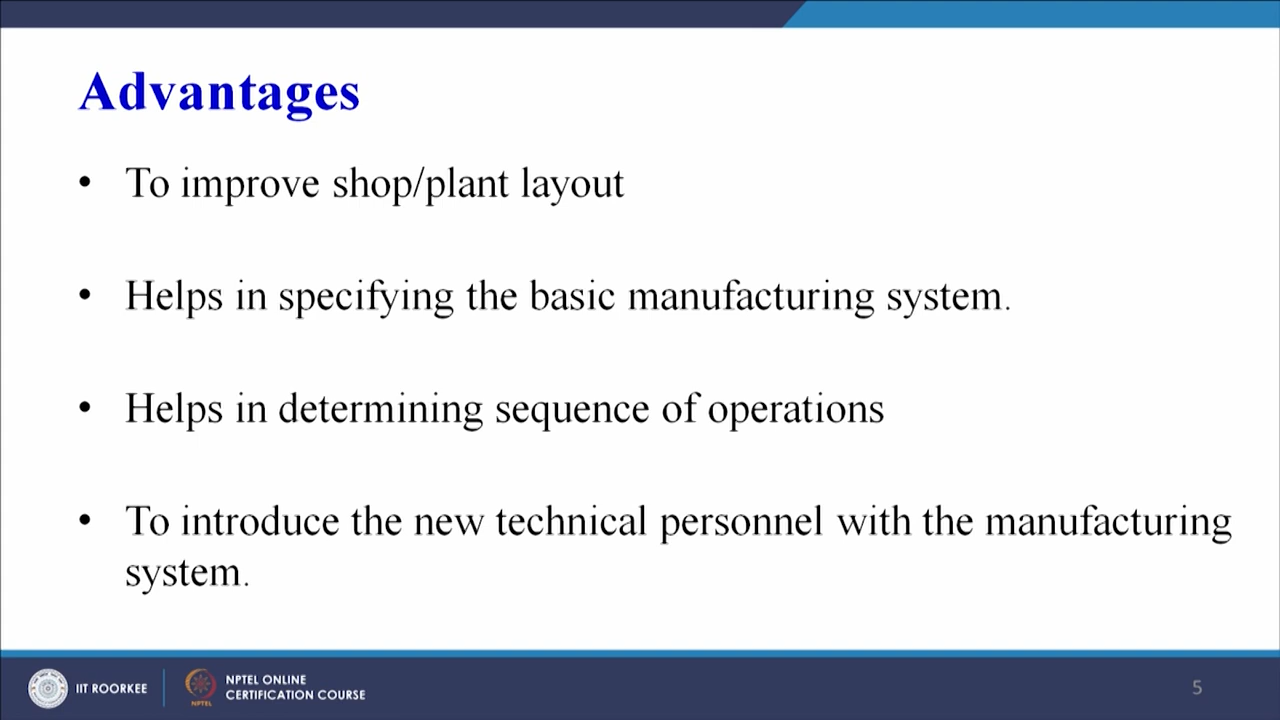 Advantages
• To improve shop/plant layout
• Helps in specifying the basic manufacturing system.
• Helps in determining sequence of operations
• To introduce the new technical personnel with the manufacturing
system.
IIT ROORKEE
NPTEL
NPTEL ONLINE
CERTIFICATION COURSE
5